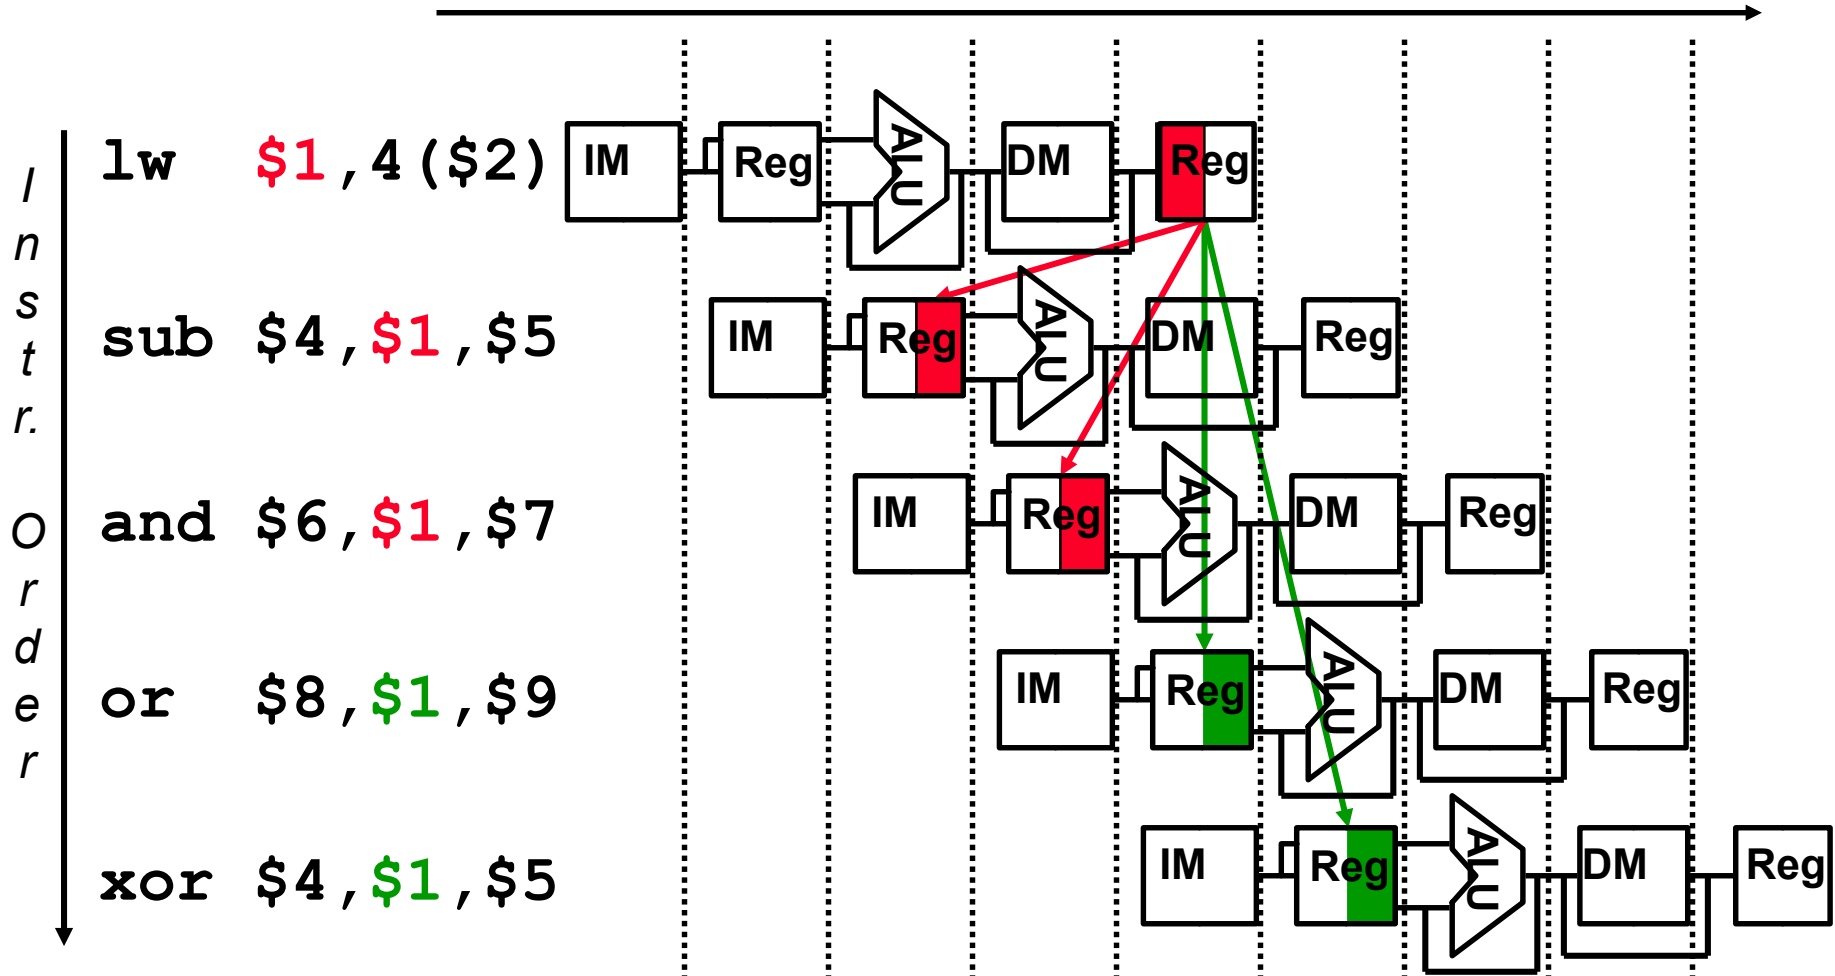 Instr. Order
lw $1,4($2) IM Reg ALU DM Reg
sub $4,$1,$5 IM Reg ALU DM Reg
and $6,$1,$7 IM Reg ALU DM Reg
or $8,$1,$9 IM Reg ALU DM Reg
xor $4,$1,$5 IM Reg ALU DM Reg